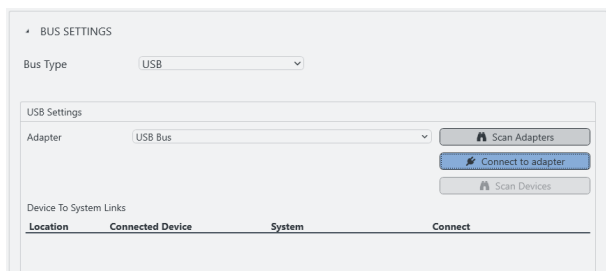 BUS SETTINGS
Bus Type USB
USB Settings
Adapter USB Bus Scan Adapters
Connect to adapter
Scan Devices
Device To System Links
Location Connected Device System Connect